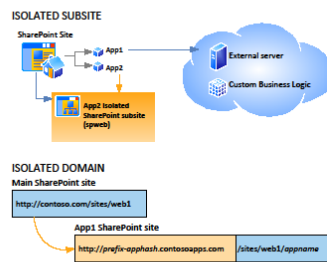 ISOLATED SUBSITE
SharePoint Site
App1
App2
External server
Custom Business Logic
App2 Isolated
SharePoint subsite
(spweb)
ISOLATED DOMAIN
Main SharePoint site
http://contoso.com/sites/web1
App1 SharePoint site
http://prefix-apphash.contosoapps.com
/sites/web1/appname